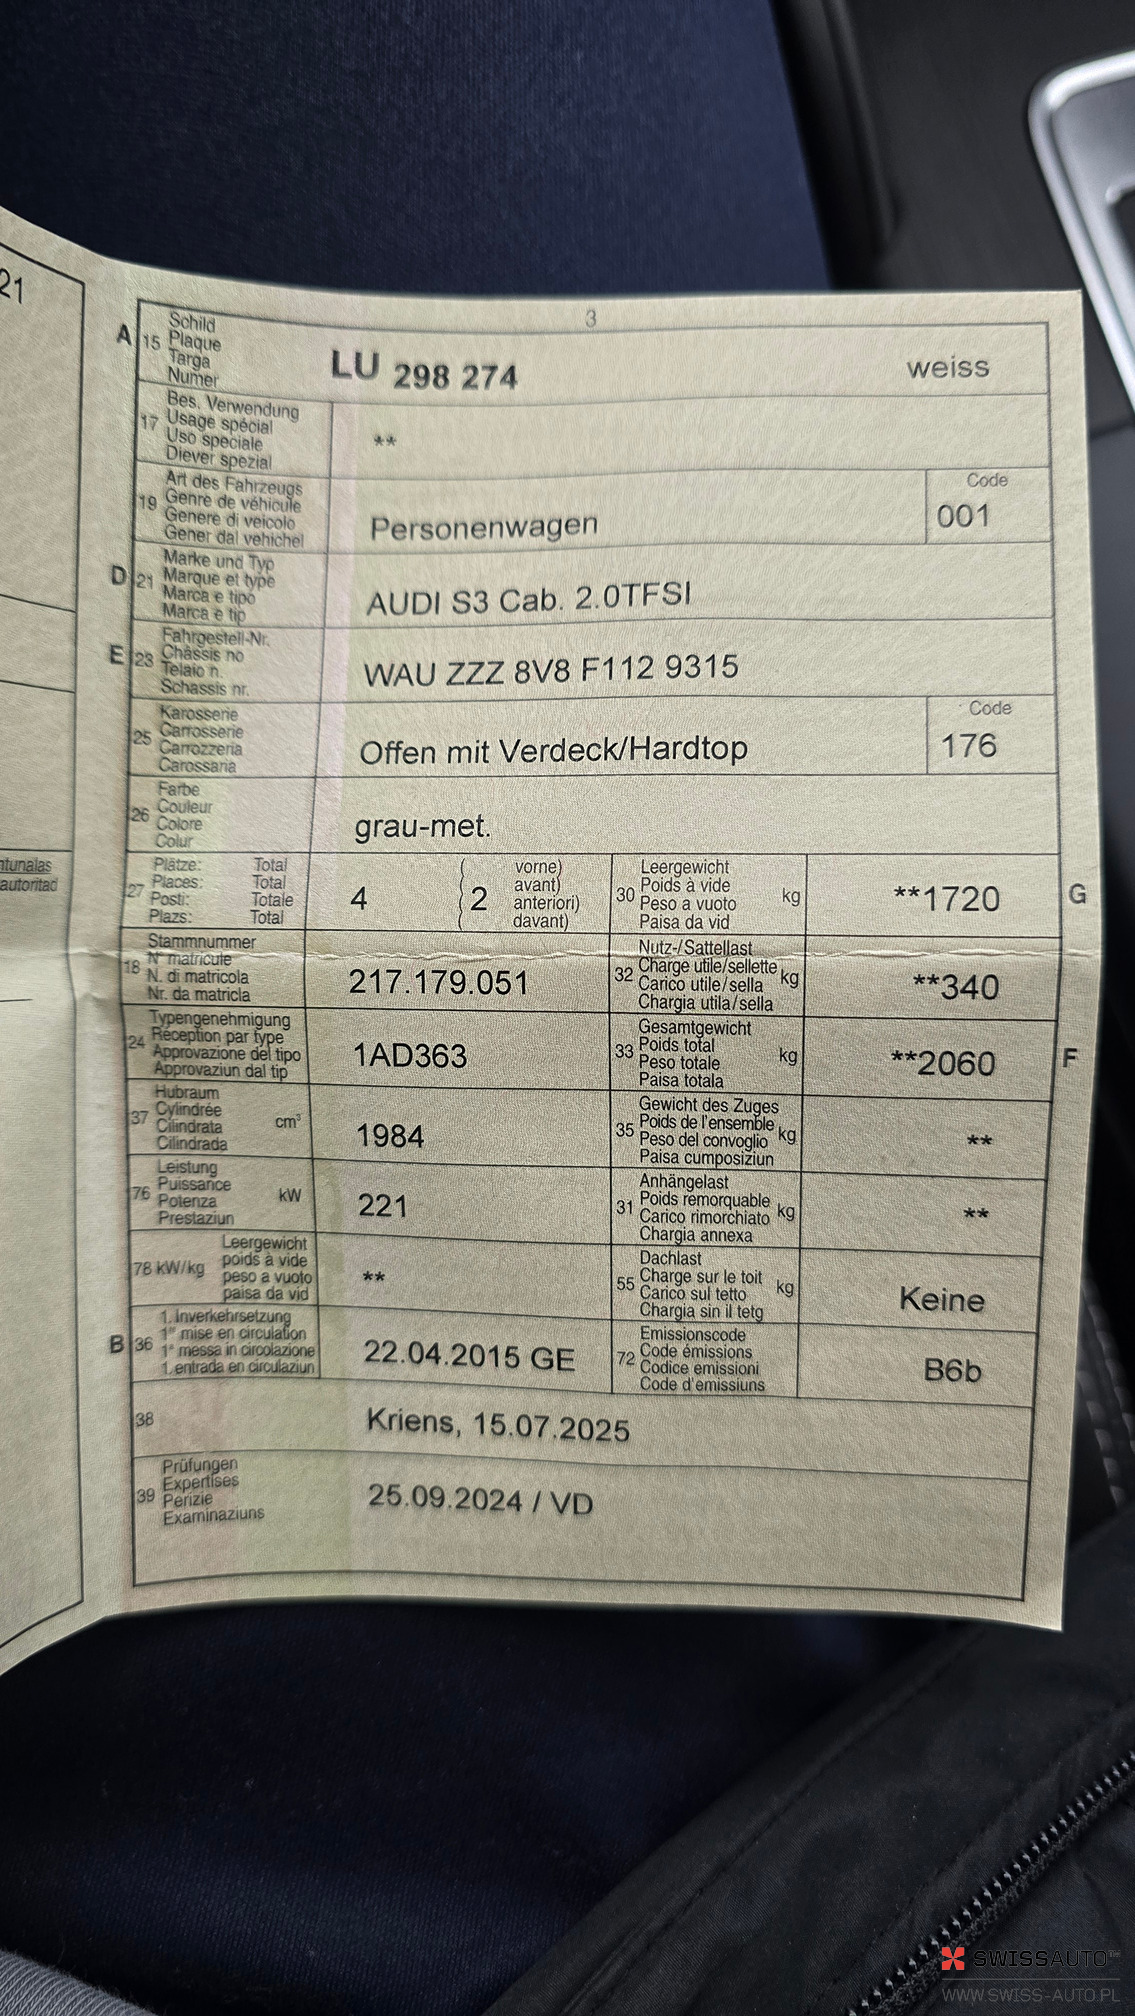 21
3
A 15 Schild
Plaque
Targa
Numer
LU 298 274 weiss
17 Bes. Verwendung
Usage spécial
Uso speciale
Diever spezial
**
19 Art des Fahrzeugs
Genre de véhicule
Genere di veicolo
Gener dal vehichel
Personenwagen
Code
001
D 21 Marke und Typ
Marque et type
Marca e tipo
Marca e tip
AUDI S3 Cab. 2.0TFSI
E 23 Fahrgestell-Nr.
Châssis no
Telaio n.
Schassis nr.
WAU ZZZ 8V8 F112 9315
25 Karosserie
Carrosserie
Carrozzeria
Carossaria
Offen mit Verdeck/Hardtop
Code
176
26 Farbe
Couleur
Colore
Colur
grau-met.
ntunalas
autoritad
27 Plätze: Total
Places: Total
Posti: Totale
Plazs: Total
4 ( 2 vorne)
avant)
anteriori)
davant)
30 Leergewicht
Poids à vide
Peso a vuoto
Paisa da vid
kg
**1720 G
18 Stammnummer
N° matricule
N. di matricola
Nr. da matricla
217.179.051
32 Nutz-/Sattellast
Charge utile/sellette
Carico utile/sella
Chargia utila/sella
kg
**340
24 Typengenehmigung
Réception par type
Approvazione del tipo
Approvaziun dal tip
1AD363
33 Gesamtgewicht
Poids total
Peso totale
Paisa totala
kg
**2060 F
37 Hubraum
Cylindrée
Cilindrata
Cilindrada
cm³
1984
35 Gewicht des Zuges
Poids de l'ensemble
Peso del convoglio
Paisa cumposiziun
kg
**
76 Leistung
Puissance
Potenza
Prestaziun
kW
221
31 Anhängelast
Poids remorquable
Carico rimorchiato
Chargia annexa
kg
**
78 kW/kg Leergewicht
poids à vide
peso a vuoto
paisa da vid
**
55 Dachlast
Charge sur le toit
Carico sul tetto
Chargia sin il tetg
kg
Keine
B 36 1. Inverkehrsetzung
1re mise en circulation
1a messa in circolazione
1. entrada en circulaziun
22.04.2015 GE
72 Emissionscode
Code émissions
Codice emissioni
Code d'emissiuns
B6b
38 Kriens, 15.07.2025
39 Prüfungen
Expertises
Perizie
Examinaziuns
25.09.2024 / VD
SWISSAUTO
WWW.SWISS-AUTO.PL